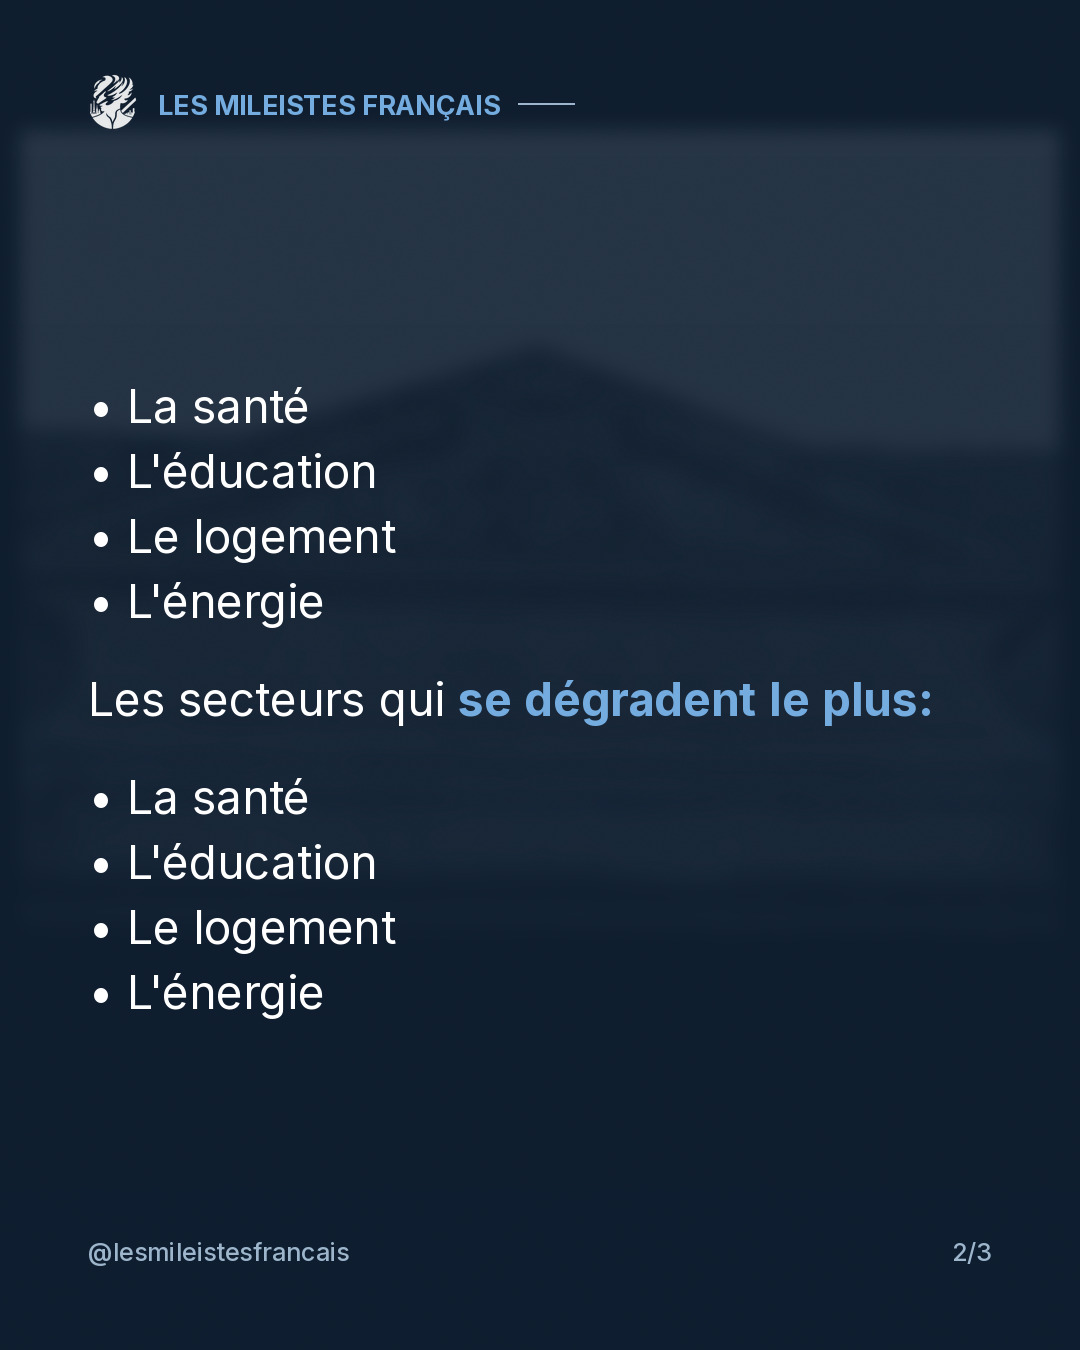 LES MILEISTES FRANÇAIS
• La santé
• L'éducation
• Le logement
• L'énergie
Les secteurs qui se dégradent le plus:
• La santé
• L'éducation
• Le logement
• L'énergie
@lesmileistesfrancais
2/3